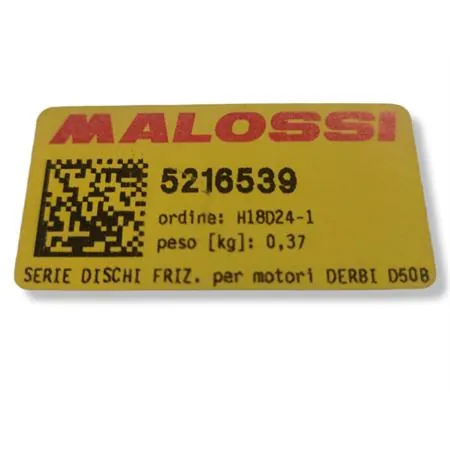 MALOSSI
5216539
ordine: H18D24-1
peso [kg]: 0,37
SERIE DISCHI FRIZ. per motori DERBI D50B